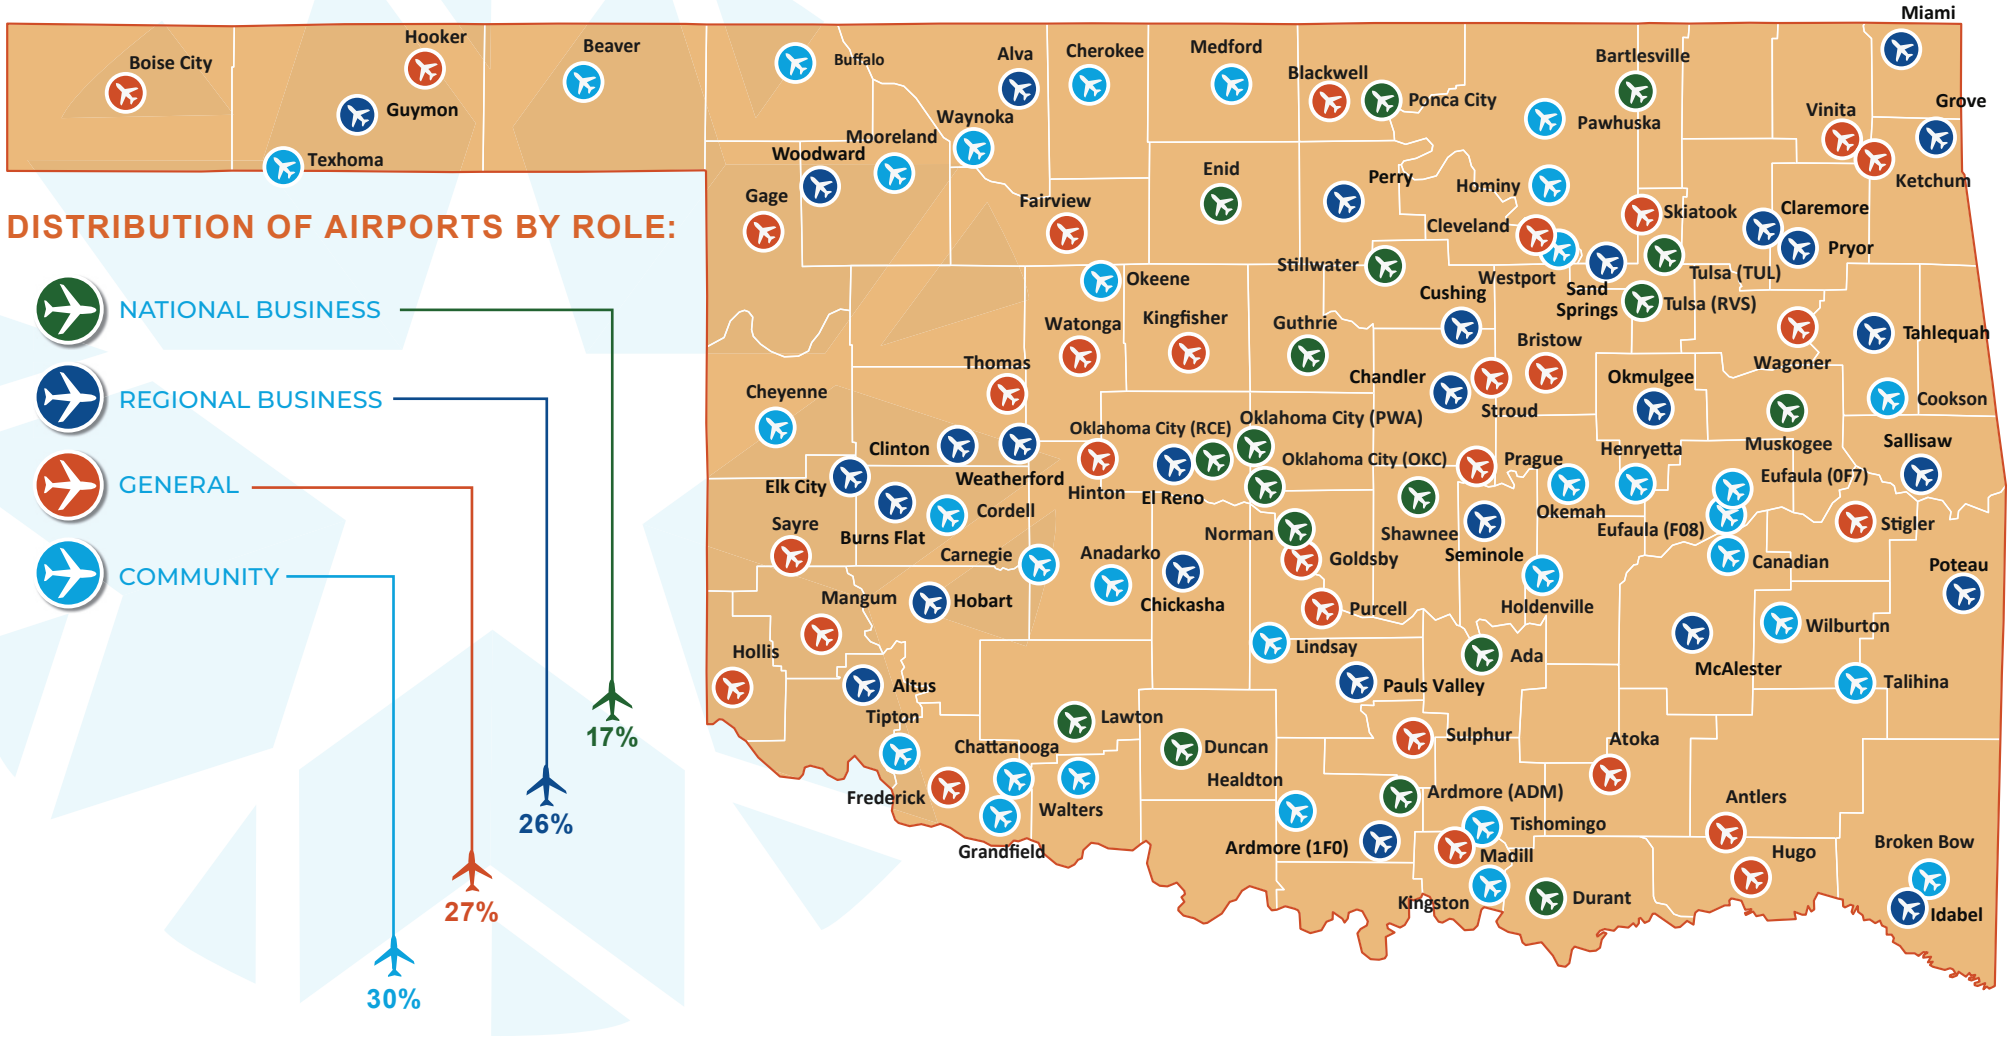 Miami
Hooker
Beaver
Boise City
Buffalo
Alva
Cherokee
Medford
Bartlesville
Blackwell
Ponca City
Guymon
Grove
Vinita
Pawhuska
Waynoka
Mooreland
Woodward
Texhoma
Enid
Perry
Hominy
Ketchum
Gage
Fairview
Skiatook
Claremore
DISTRIBUTION OF AIRPORTS BY ROLE:
Cleveland
Pryor
Stillwater
Westport
Tulsa (TUL)
Okeene
Cushing
Sand
Springs
Tulsa (RVS)
NATIONAL BUSINESS
Watonga
Kingfisher
Guthrie
Tahlequah
Bristow
Wagoner
Thomas
Chandler
Okmulgee
Cheyenne
REGIONAL BUSINESS
Stroud
Cookson
Oklahoma City (PWA)
Oklahoma City (RCE)
Muskogee
Sallisaw
Clinton
Henryetta
Oklahoma City (OKC)
Prague
Weatherford
Eufaula (0F7)
Elk City
GENERAL
Hinton
El Reno
Cordell
Okemah
Sayre
Stigler
Burns Flat
Norman
Shawnee
Eufaula (F08)
Carnegie
Anadarko
Goldsby
Seminole
Canadian
Poteau
COMMUNITY
Mangum
Hobart
Chickasha
Purcell
Holdenville
Wilburton
Hollis
Lindsay
Ada
McAlester
Altus
Pauls Valley
Talihina
Tipton
Lawton
17%
Chattanooga
Duncan
Sulphur
Atoka
Healdton
Frederick
Walters
Ardmore (ADM)
Antlers
26%
Tishomingo
Grandfield
Ardmore (1F0)
Madill
Hugo
Broken Bow
Kingston
Durant
27%
Idabel
30%